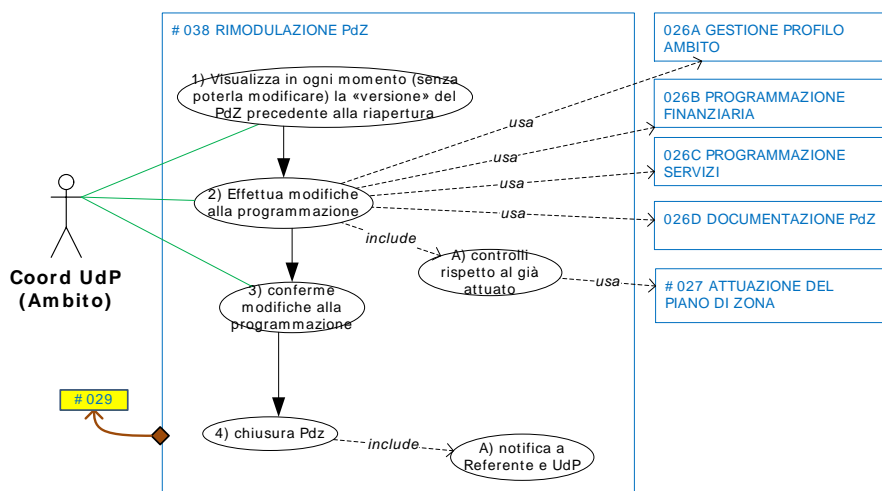 # 038 RIMODULAZIONE PdZ
1) Visualizza in ogni momento (senza
poterla modificare) la «versione» del
PdZ precedente alla riapertura
2) Effettua modifiche
alla programmazione
3) conferme
modifiche alla
programmazione
4) chiusura Pdz
include
A) controlli
rispetto al già
attuato
include
A) notifica a
Referente e UdP
usa
usa
usa
usa
usa
026A GESTIONE PROFILO
AMBITO
026B PROGRAMMAZIONE
FINANZIARIA
026C PROGRAMMAZIONE
SERVIZI
026D DOCUMENTAZIONE PdZ
# 027 ATTUAZIONE DEL
PIANO DI ZONA
Coord UdP
(Ambito)
# 029